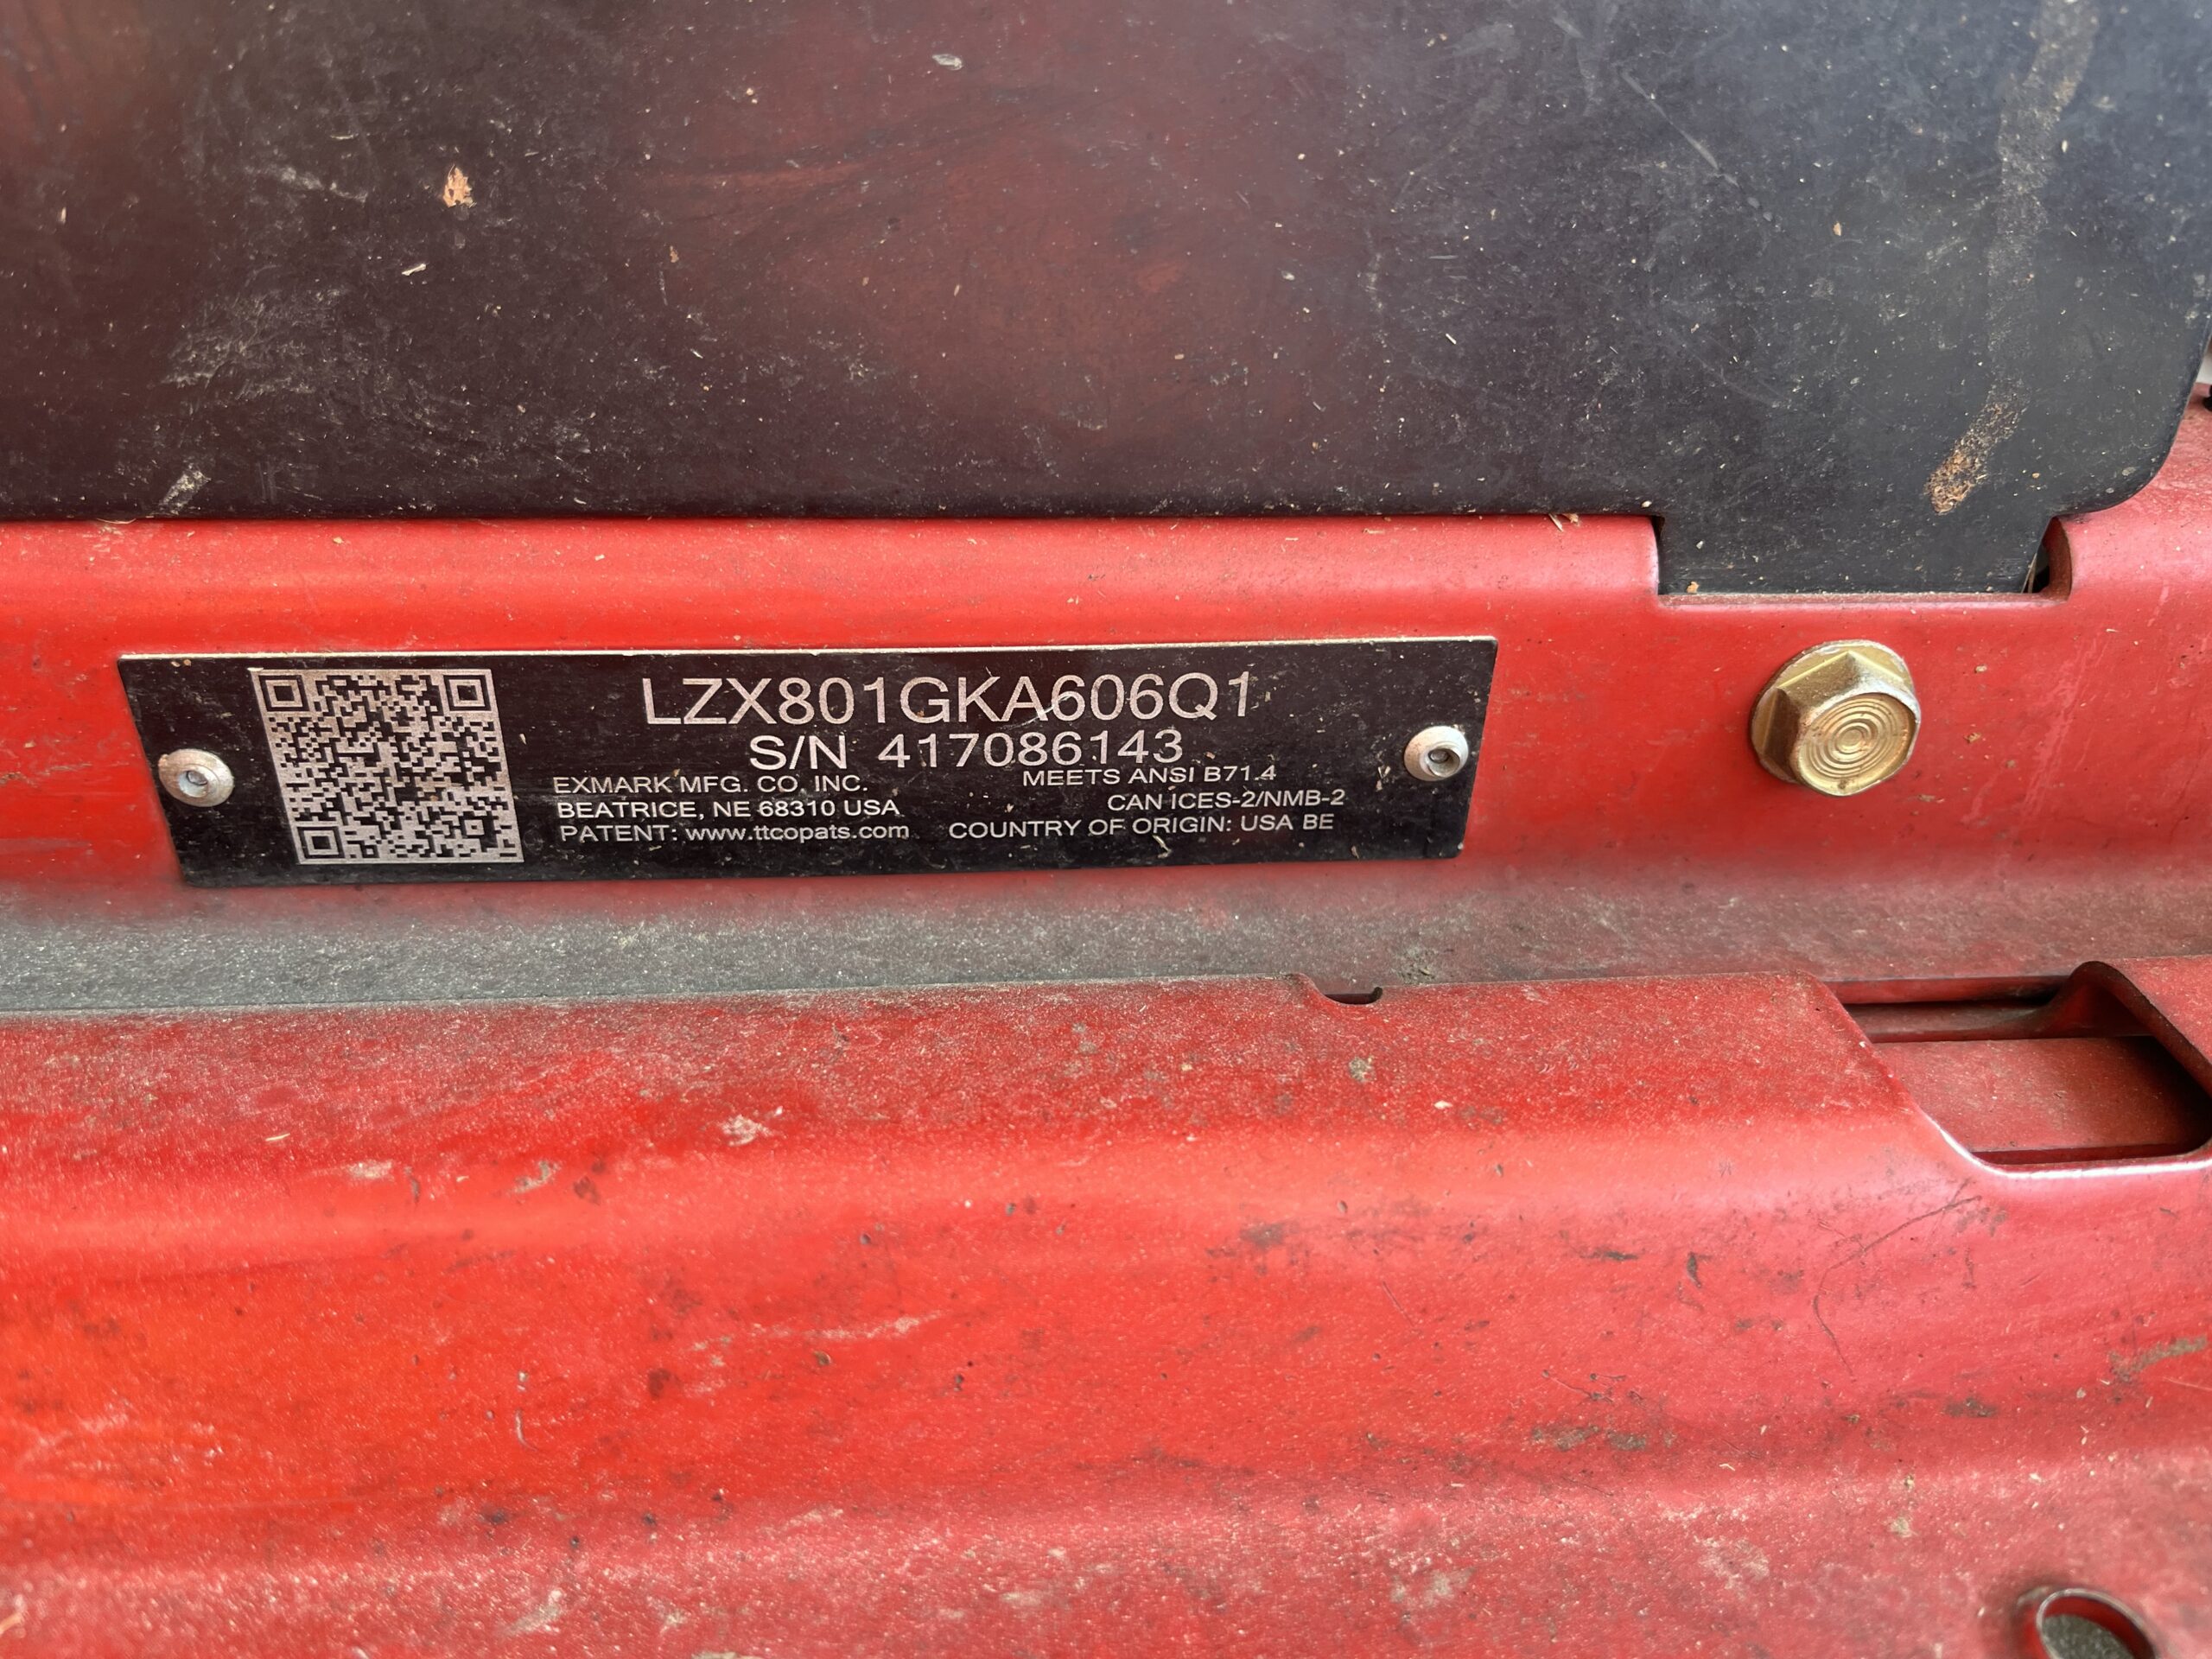 LZX801GKA606Q1
S/N 417086143
EXMARK MFG. CO. INC.
BEATRICE, NE 68310 USA
PATENT: www.ttcopats.com
MEETS ANSI B71.4
CAN ICES-2/NMB-2
COUNTRY OF ORIGIN: USA BE